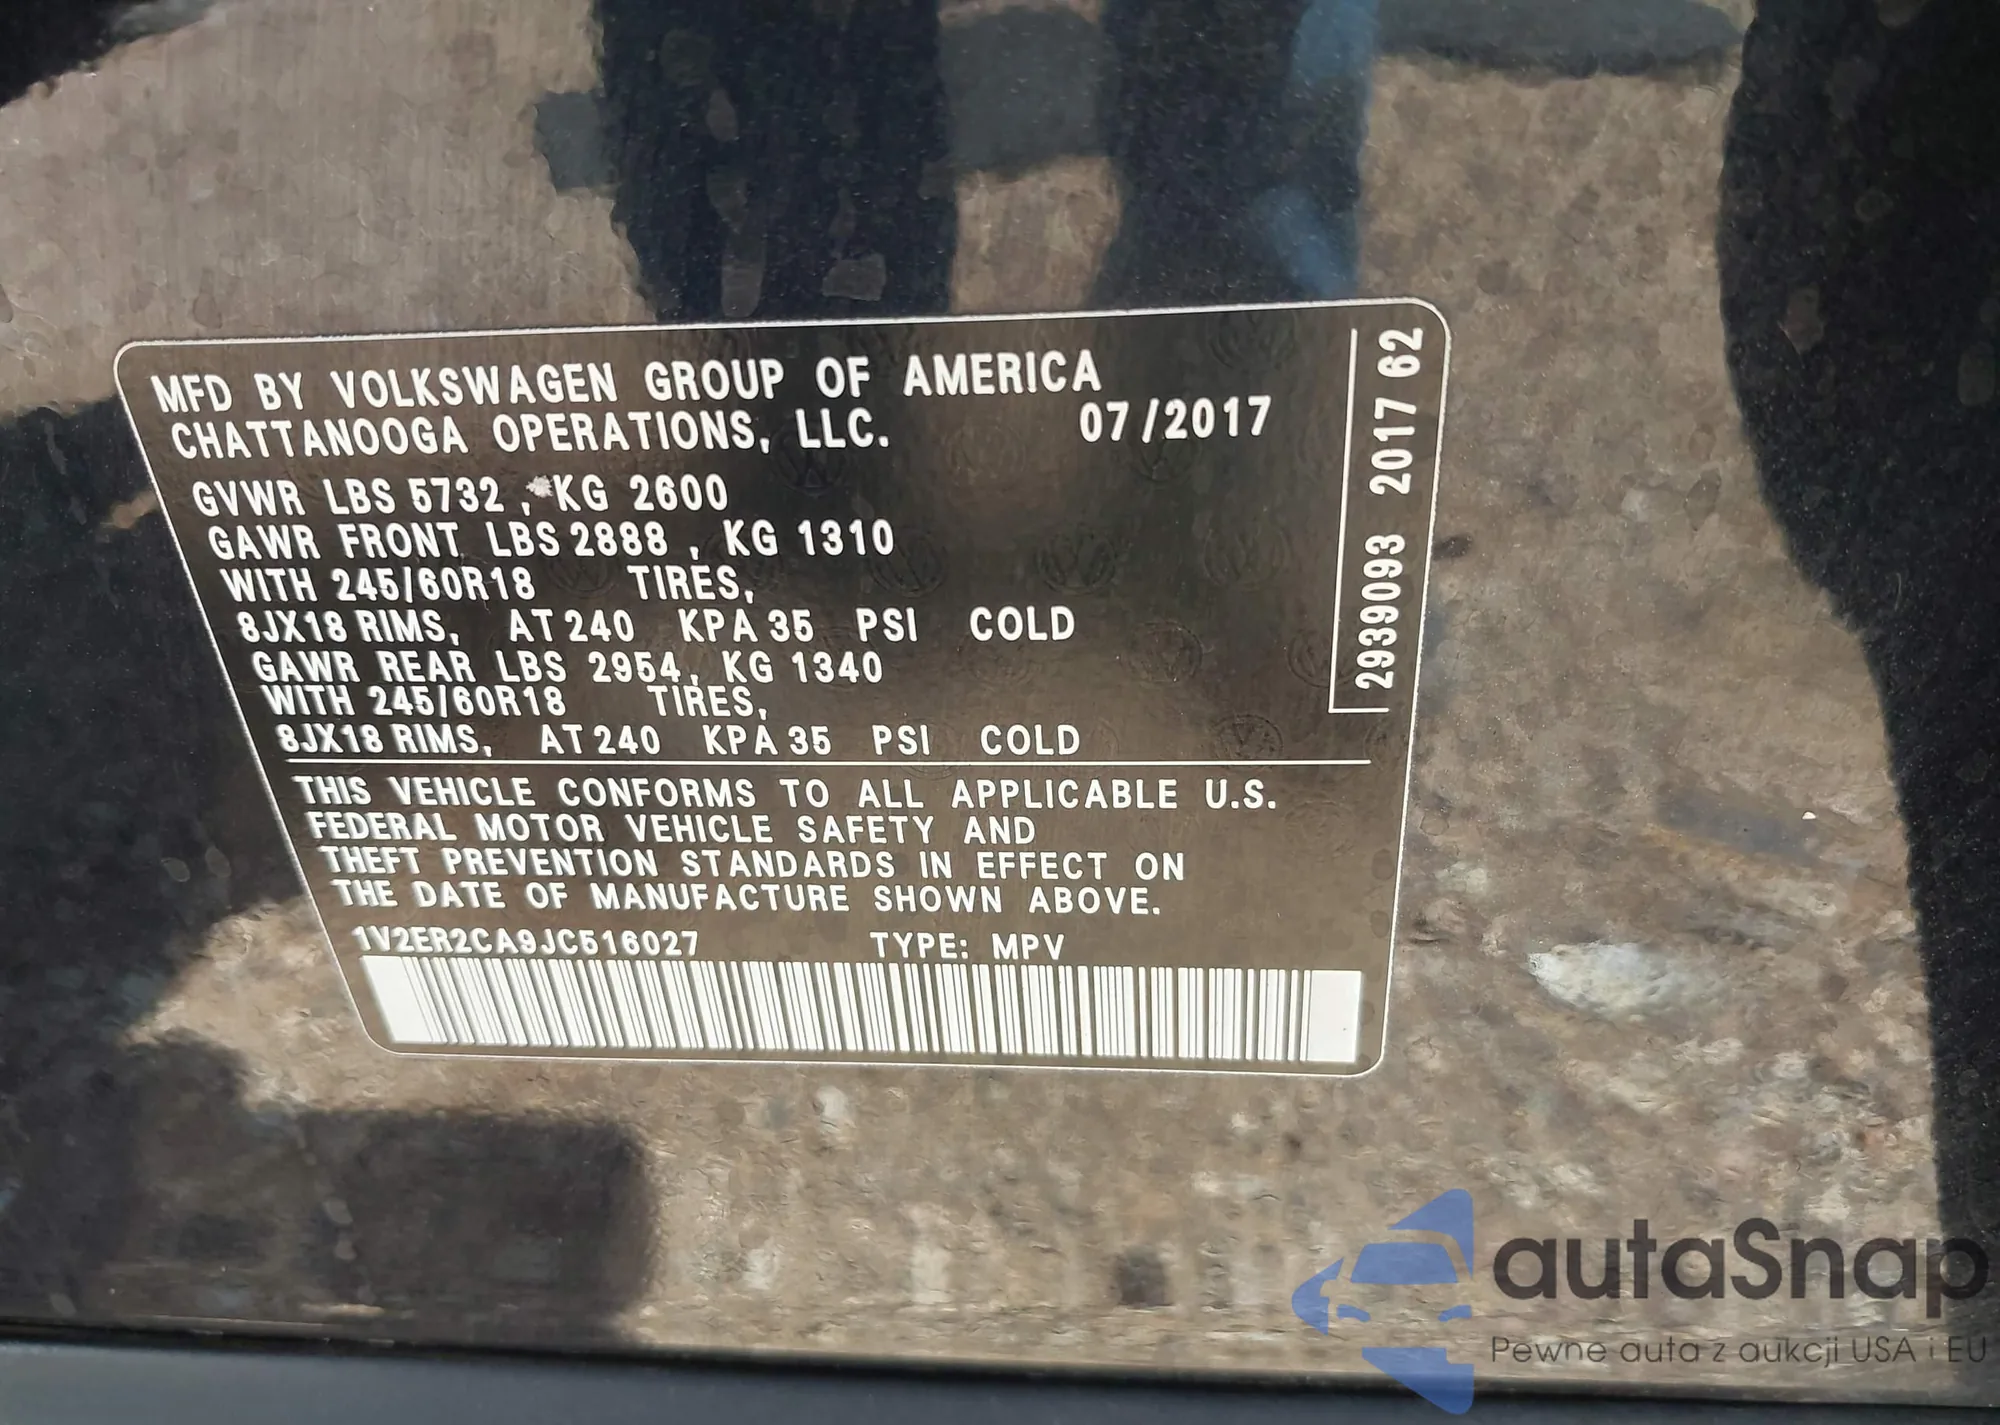 MFD BY VOLKSWAGEN GROUP OF AMERICA
CHATTANOOGA OPERATIONS, LLC. 07/2017
GVWR LBS 5732 , KG 2600
GAWR FRONT LBS 2888 , KG 1310
WITH 245/60R18 TIRES,
8JX18 RIMS, AT 240 KPA 35 PSI COLD
GAWR REAR LBS 2954, KG 1340
WITH 245/60R18 TIRES,
8JX18 RIMS, AT 240 KPA 35 PSI COLD
THIS VEHICLE CONFORMS TO ALL APPLICABLE U.S.
FEDERAL MOTOR VEHICLE SAFETY AND
THEFT PREVENTION STANDARDS IN EFFECT ON
THE DATE OF MANUFACTURE SHOWN ABOVE.
1V2ER2CA9JC516027 TYPE: MPV
2939093 2017 62
autaSnap
Pewne auta z aukcji USA i EU